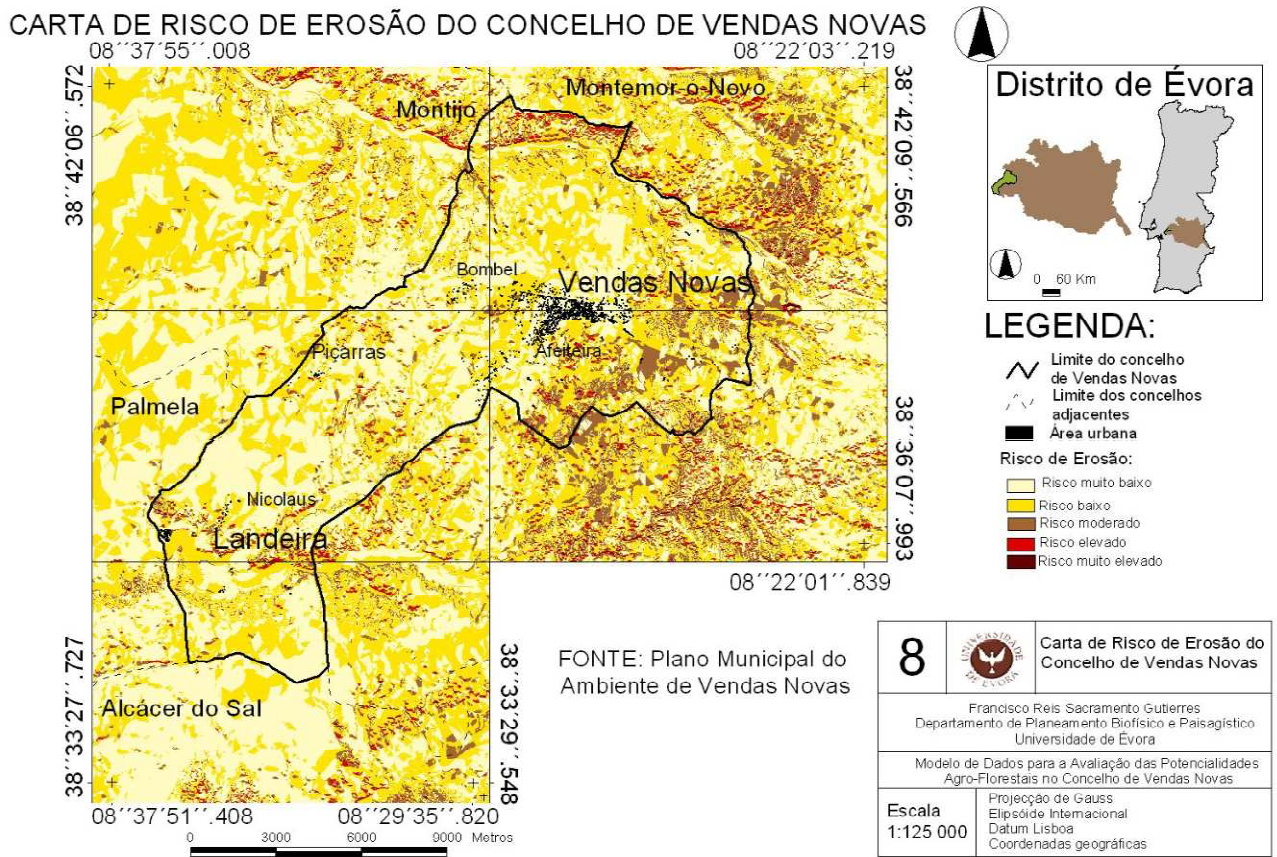 CARTA DE RISCO DE EROSÃO DO CONCELHO DE VENDAS NOVAS
08´´37´55´´.008
08´´22´03´´.219
38´´42´06´´.572
38´´42´09´´.566
Montijo
Montemor-o-Novo
Bombel
Vendas Novas
Piçarras
Afeiteira
Palmela
Nicolaus
Landeira
38´´36´07´´.993
08´´22´01´´.839
Alcácer do Sal
38´´33´27´´.727
38´´33´29´´.548
08´´37´51´´.408
08´´29´35´´.820
0 3000 6000 9000 Metros
FONTE: Plano Municipal do
Ambiente de Vendas Novas
Distrito de Évora
0 60 Km
LEGENDA:
Limite do concelho
de Vendas Novas
Limite dos concelhos
adjacentes
Área urbana
Risco de Erosão:
Risco muito baixo
Risco baixo
Risco moderado
Risco elevado
Risco muito elevado
8
UNIVERSIDADE DE ÉVORA
Carta de Risco de Erosão do
Concelho de Vendas Novas
Francisco Reis Sacramento Gutierres
Departamento de Planeamento Biofísico e Paisagístico
Universidade de Évora
Modelo de Dados para a Avaliação das Potencialidades
Agro-Florestais no Concelho de Vendas Novas
Escala
1:125 000
Projecção de Gauss
Elipsóide Internacional
Datum Lisboa
Coordenadas geográficas